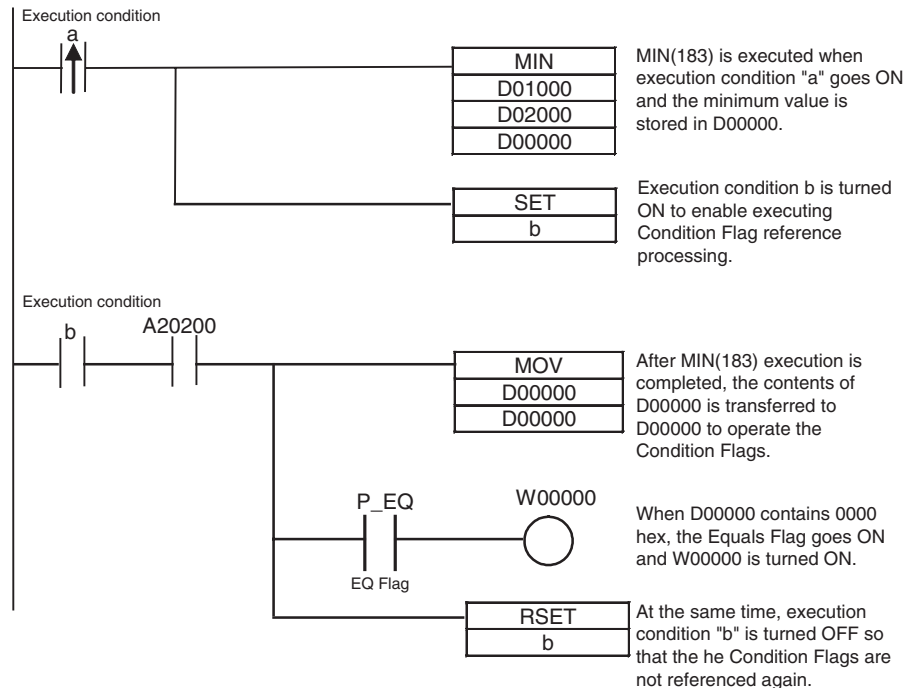 Execution condition
a
MIN
D01000
D02000
D00000
MIN(183) is executed when
execution condition "a" goes ON
and the minimum value is
stored in D00000.
SET
b
Execution condition b is turned
ON to enable executing
Condition Flag reference
processing.
Execution condition
b
A20200
MOV
D00000
D00000
After MIN(183) execution is
completed, the contents of
D00000 is transferred to
D00000 to operate the
Condition Flags.
P_EQ
EQ Flag
W00000
When D00000 contains 0000
hex, the Equals Flag goes ON
and W00000 is turned ON.
RSET
b
At the same time, execution
condition "b" is turned OFF so
that the he Condition Flags are
not referenced again.